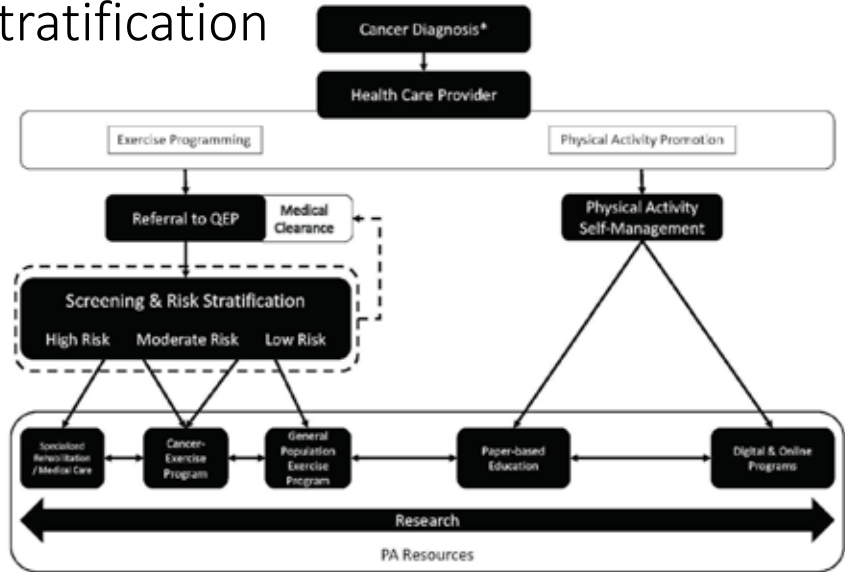 tratification
Cancer Diagnosis*
Health Care Provider
Exercise Programming
Physical Activity Promotion
Referral to QEP
Medical
Clearance
Physical Activity
Self-Management
Screening & Risk Stratification
High Risk Moderate Risk Low Risk
Specialized
Rehabilitation
/ Medical Care
Cancer-
Exercise
Program
General
Population
Exercise
Program
Paper-based
Education
Digital & Online
Programs
Research
PA Resources